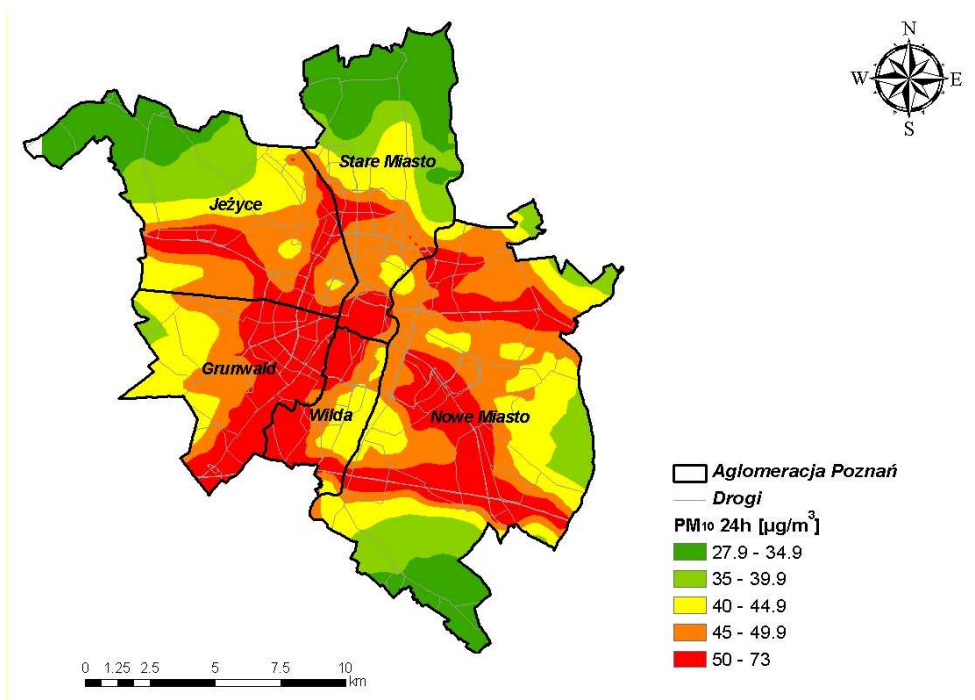 N
W E
S
Stare Miasto
Jeżyce
Grunwald
Wilda
Nowe Miasto
Aglomeracja Poznań
Drogi
PM10 24h [µg/m³]
27.9 - 34.9
35 - 39.9
40 - 44.9
45 - 49.9
50 - 73
0 1.25 2.5 5 7.5 10
km